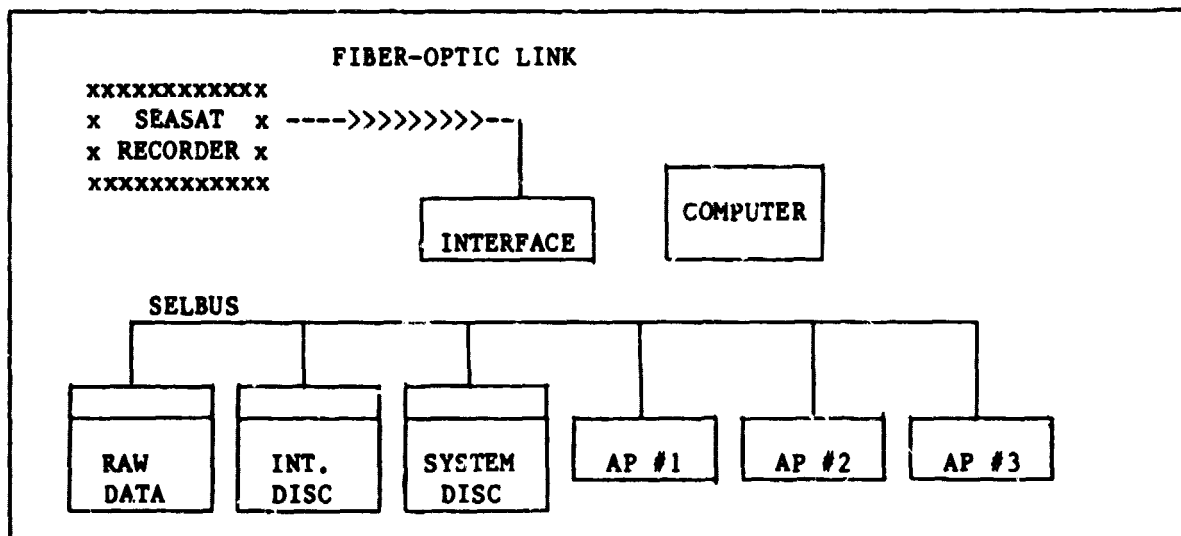 FIBER-OPTIC LINK
xxxxxxxxxxxx
x SEASAT x ---->>>>>>>>>--
x RECORDER x
xxxxxxxxxxxx
COMPUTER
INTERFACE
SELBUS
RAW DATA
INT. DISC
SYSTEM DISC
AP #1
AP #2
AP #3